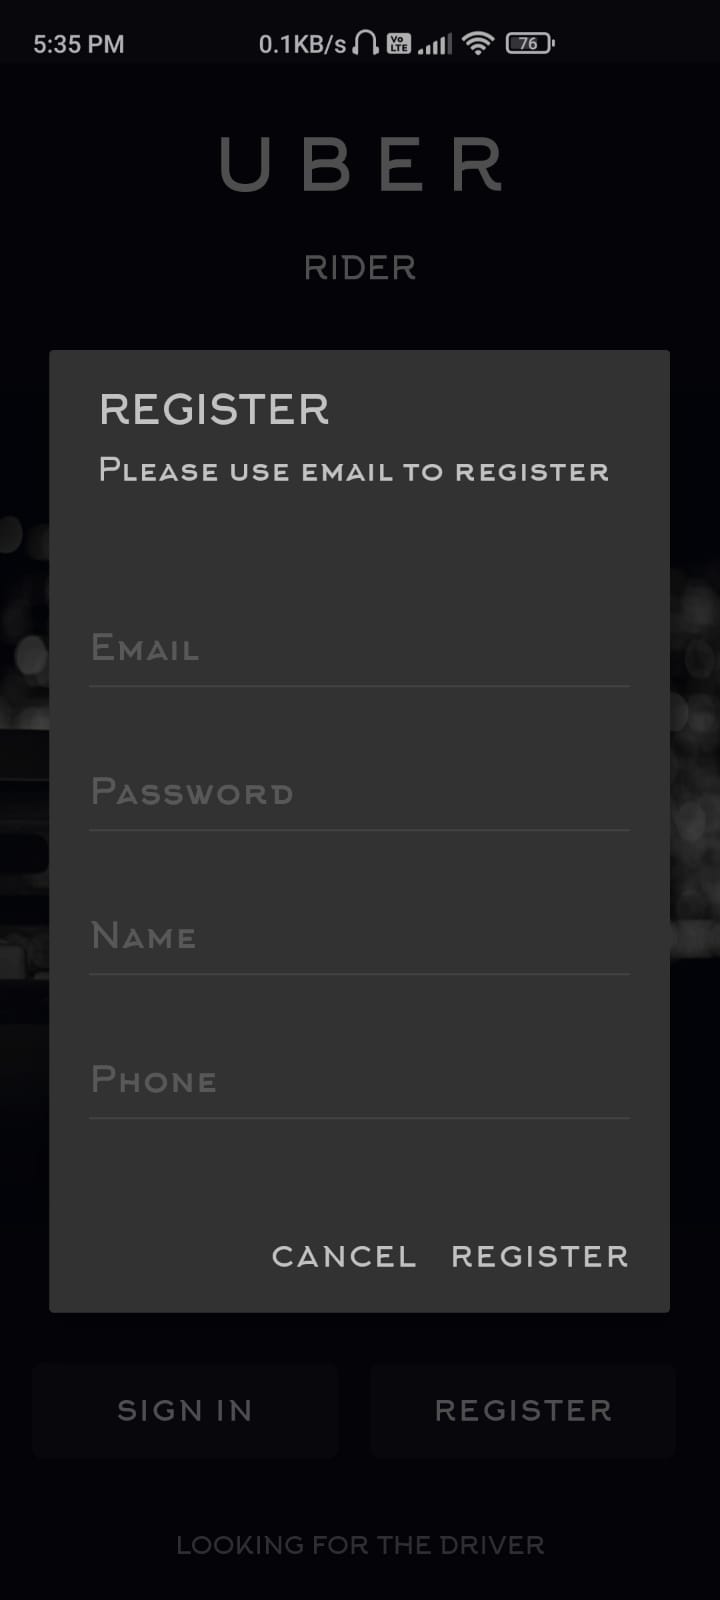 5:35 PM 0.1KB/s Vo LTE 76
UBER
RIDER
REGISTER
Please use email to register
Email
Password
Name
Phone
CANCEL REGISTER
SIGN IN REGISTER
LOOKING FOR THE DRIVER